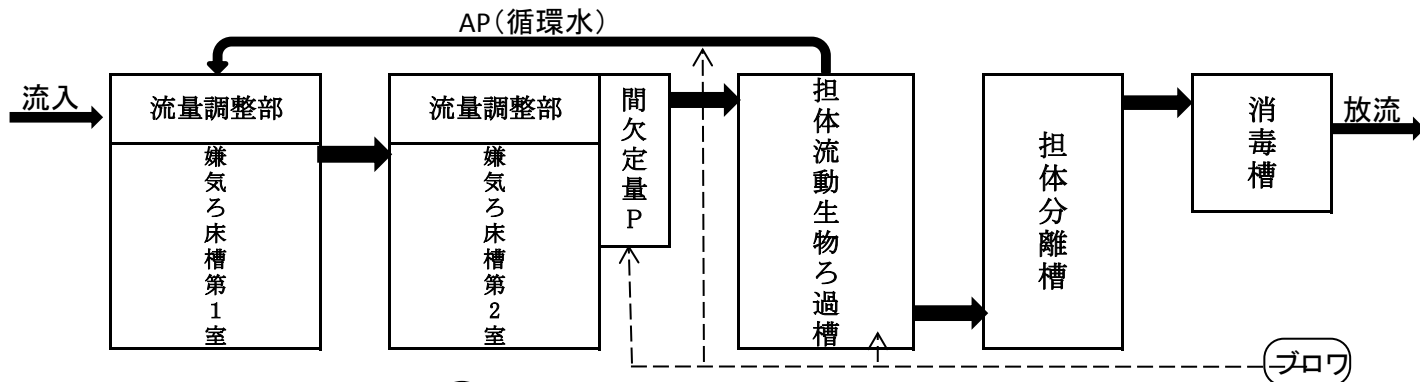 AP(循環水)
流入
流量調整部
嫌気ろ床槽第1室
流量調整部
嫌気ろ床槽第2室
間欠定量P
担体流動生物ろ過槽
担体分離槽
消毒槽
放流
ブロワ